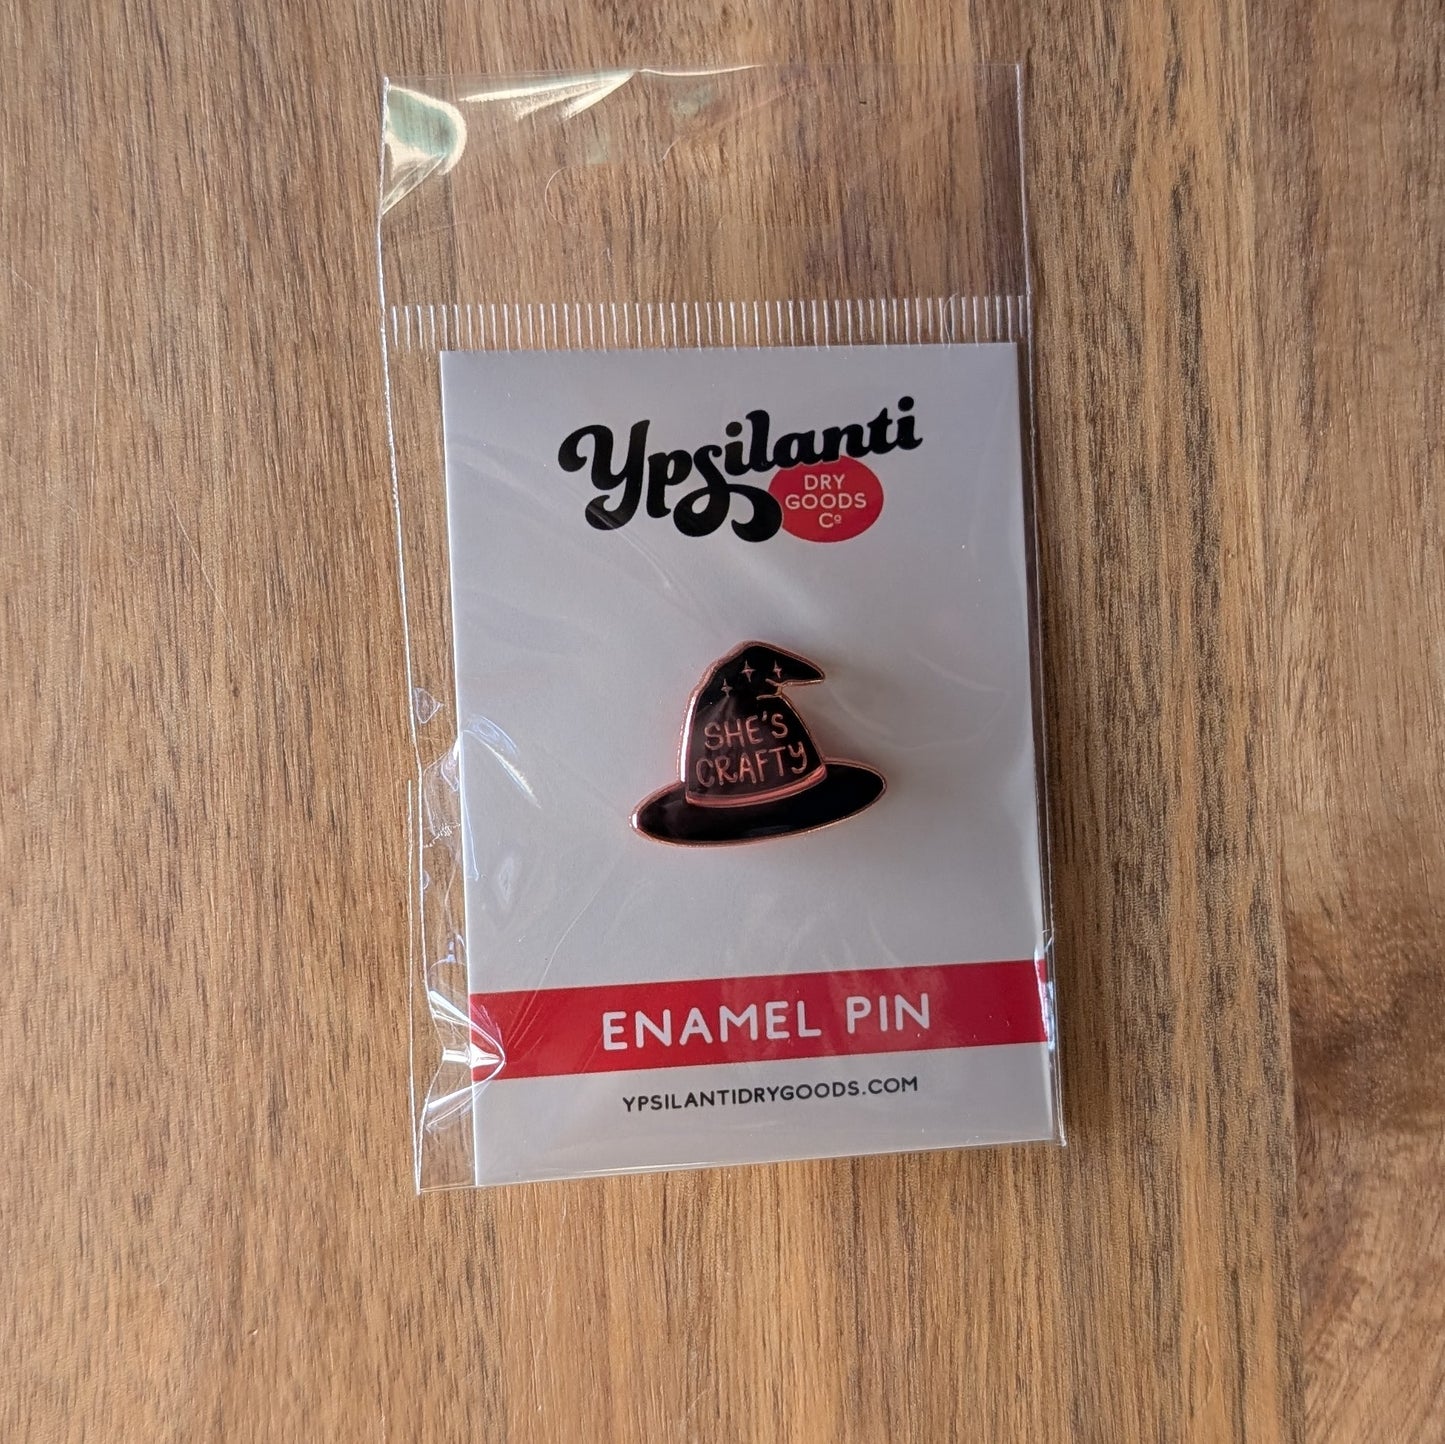 Ypsilanti
DRY
GOODS
Cº
SHE'S
CRAFTY
ENAMEL PIN
YPSILANTIDRYGOODS.COM